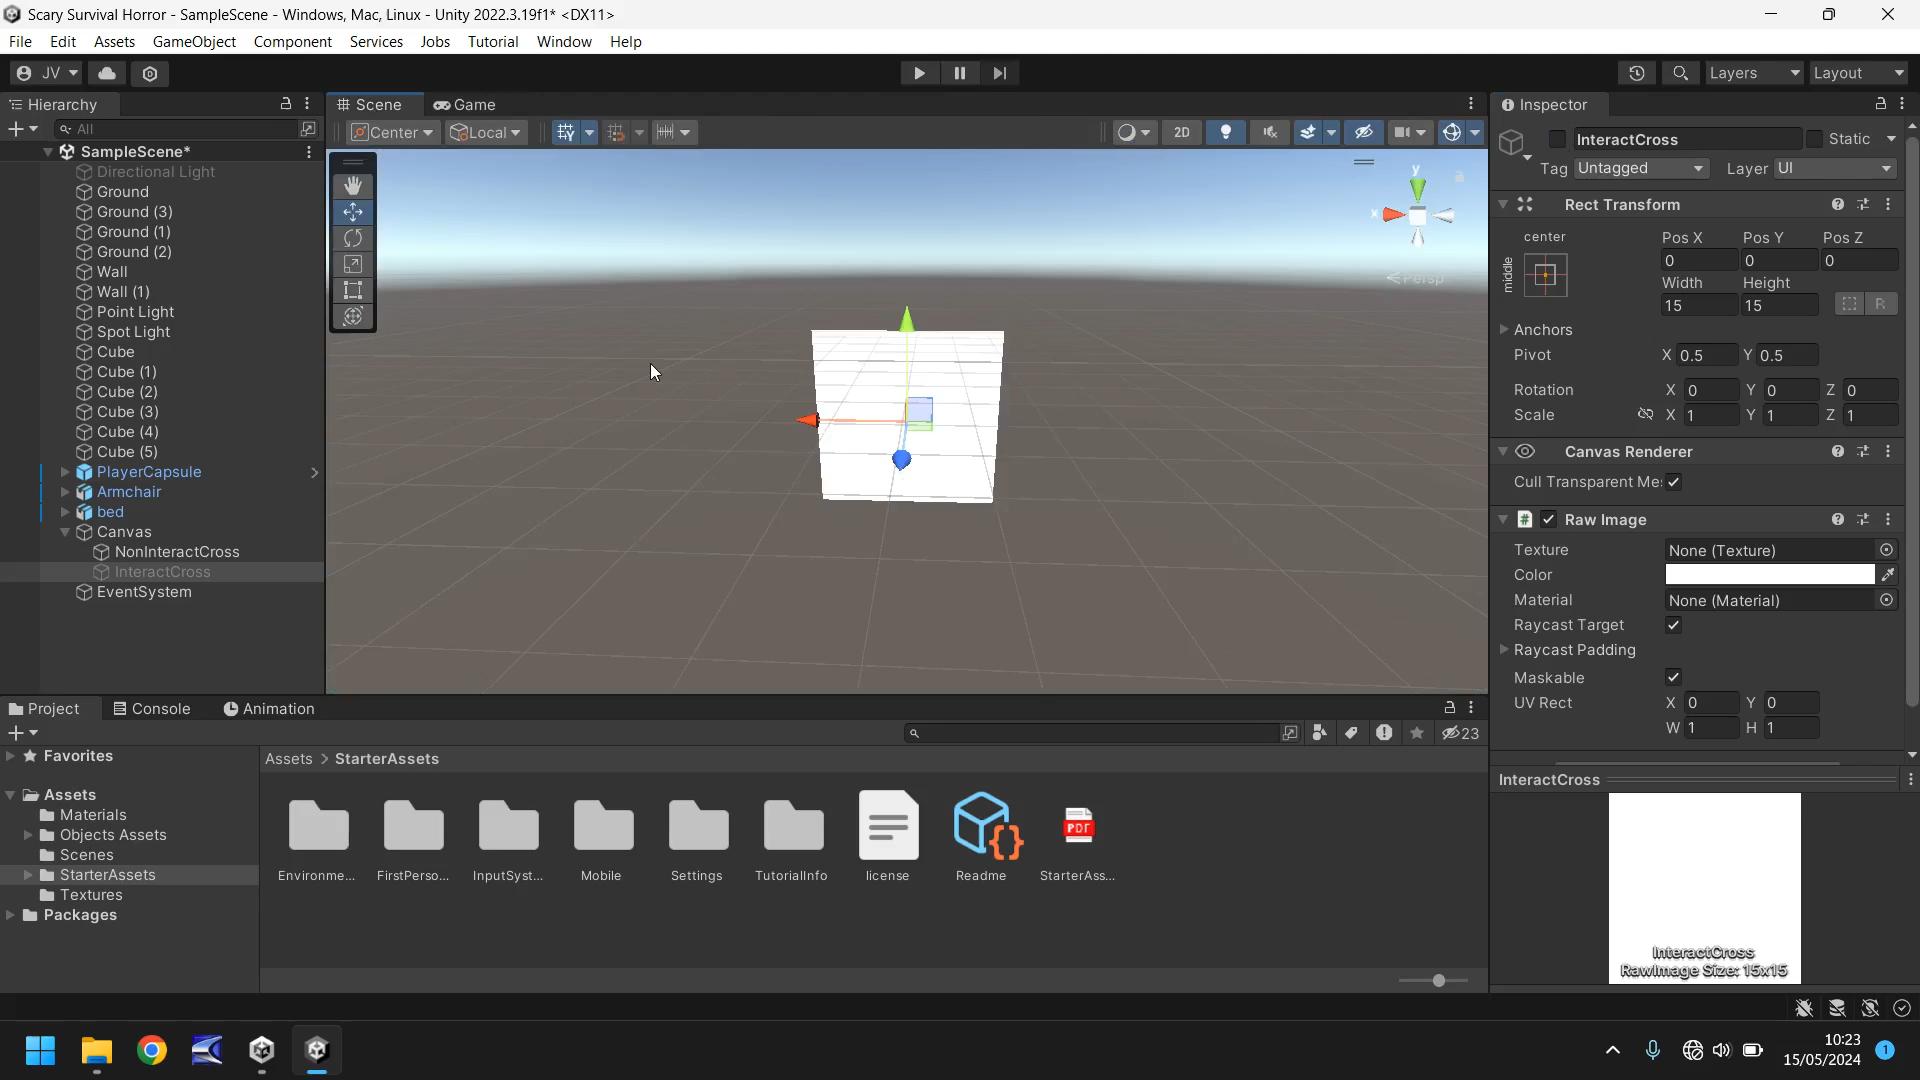 Scary Survival Horror - SampleScene - Windows, Mac, Linux - Unity 2022.3.19f1* <DX11>
File Edit Assets GameObject Component Services Jobs Tutorial Window Help
JV Layers Layout
Hierarchy
All
SampleScene*
Directional Light
Ground
Ground (3)
Ground (1)
Ground (2)
Wall
Wall (1)
Point Light
Spot Light
Cube
Cube (1)
Cube (2)
Cube (3)
Cube (4)
Cube (5)
PlayerCapsule
Armchair
bed
Canvas
NonInteractCross
InteractCross
EventSystem
Scene Game
Center Local 2D
y
x
Persp
Inspector
InteractCross Static
Tag Untagged Layer UI
Rect Transform
center Pos X Pos Y Pos Z
middle 0 0 0
Width Height
15 15 R
Anchors
Pivot X 0.5 Y 0.5
Rotation X 0 Y 0 Z 0
Scale X 1 Y 1 Z 1
Canvas Renderer
Cull Transparent Me
Raw Image
Texture None (Texture)
Color
Material None (Material)
Raycast Target
Raycast Padding
Maskable
UV Rect X 0 Y 0
W 1 H 1
InteractCross
InteractCross
RawImage Size: 15x15
Project Console Animation
23
Favorites
Assets
Materials
Objects Assets
Scenes
StarterAssets
Textures
Packages
Assets > StarterAssets
Environme... FirstPerso... InputSyst... Mobile Settings TutorialInfo license Readme StarterAss...
PDF
10:23
15/05/2024
1